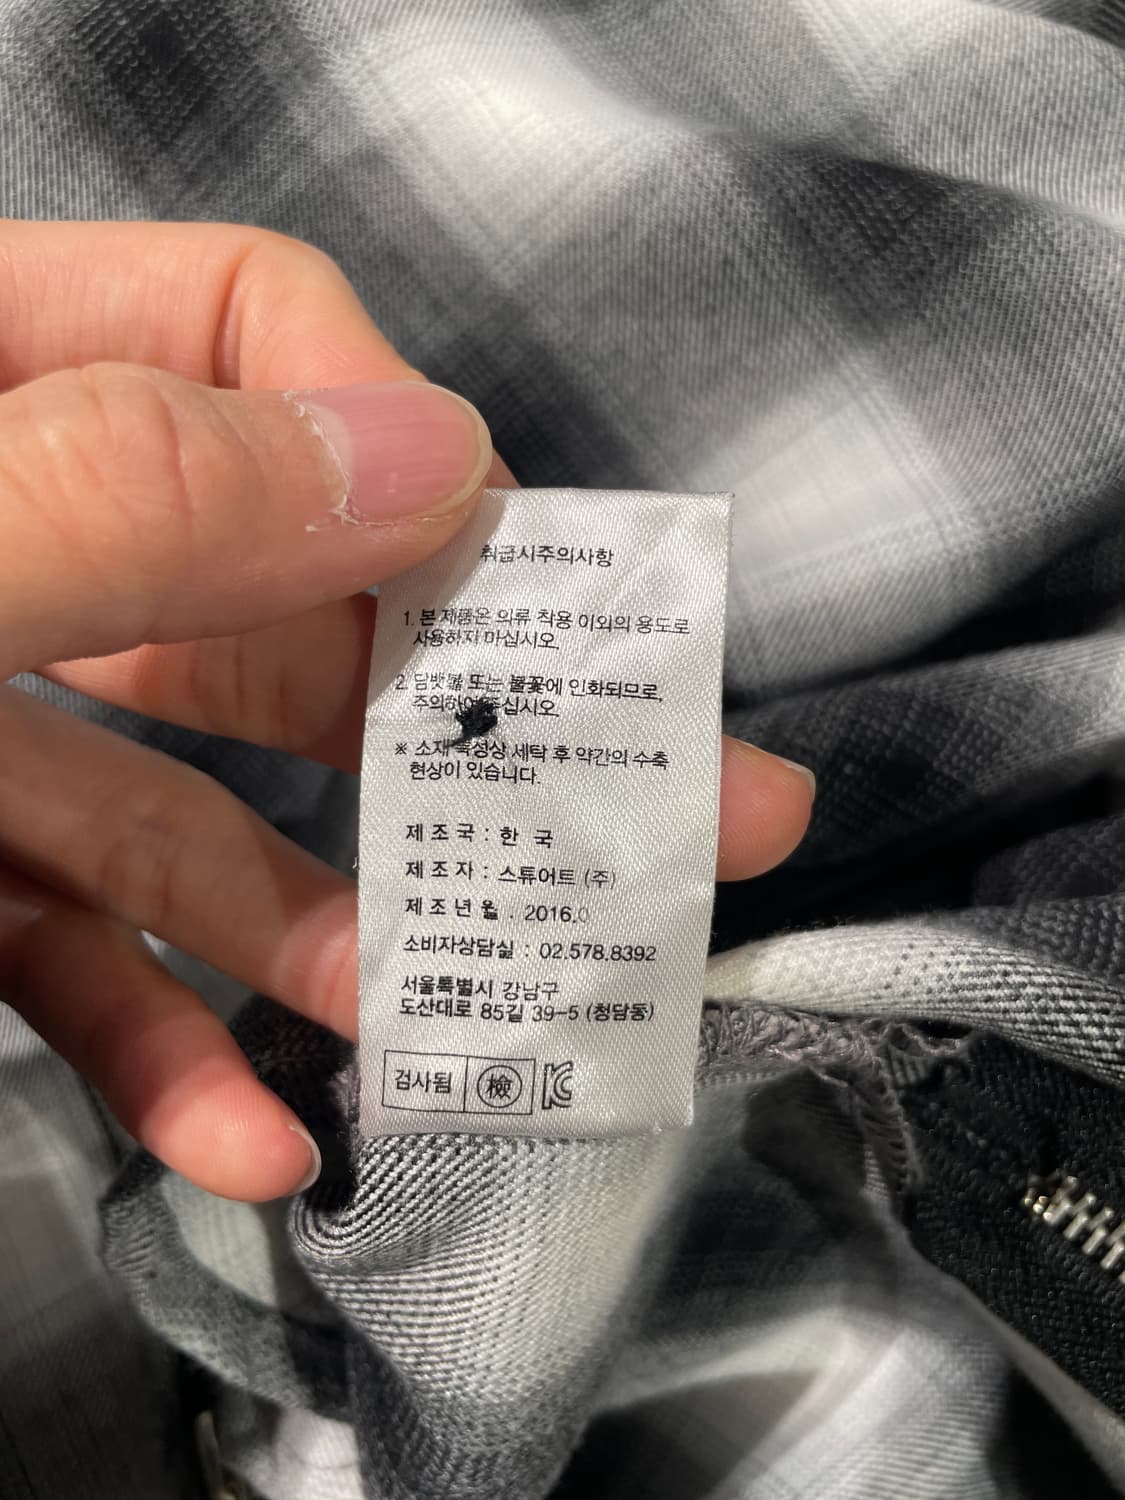 취급시주의사항
1. 본 제품은 의류 착용 이외의 용도로
사용하지 마십시오.
2. 담뱃불 또는 불꽃에 인화되므로,
십시오.
※ 소재 특성상 세탁 후 약간의 수축
현상이 있습니다.
제 조 국 : 한 국
제 조 자 : 스튜어트 (주)
제 조 년 월 . 2016.0
소비자상담실 : 02.578.8392
서울특별시 강남구
도산대로 85길 39-5 (청담동)
검사됨 檢 KC